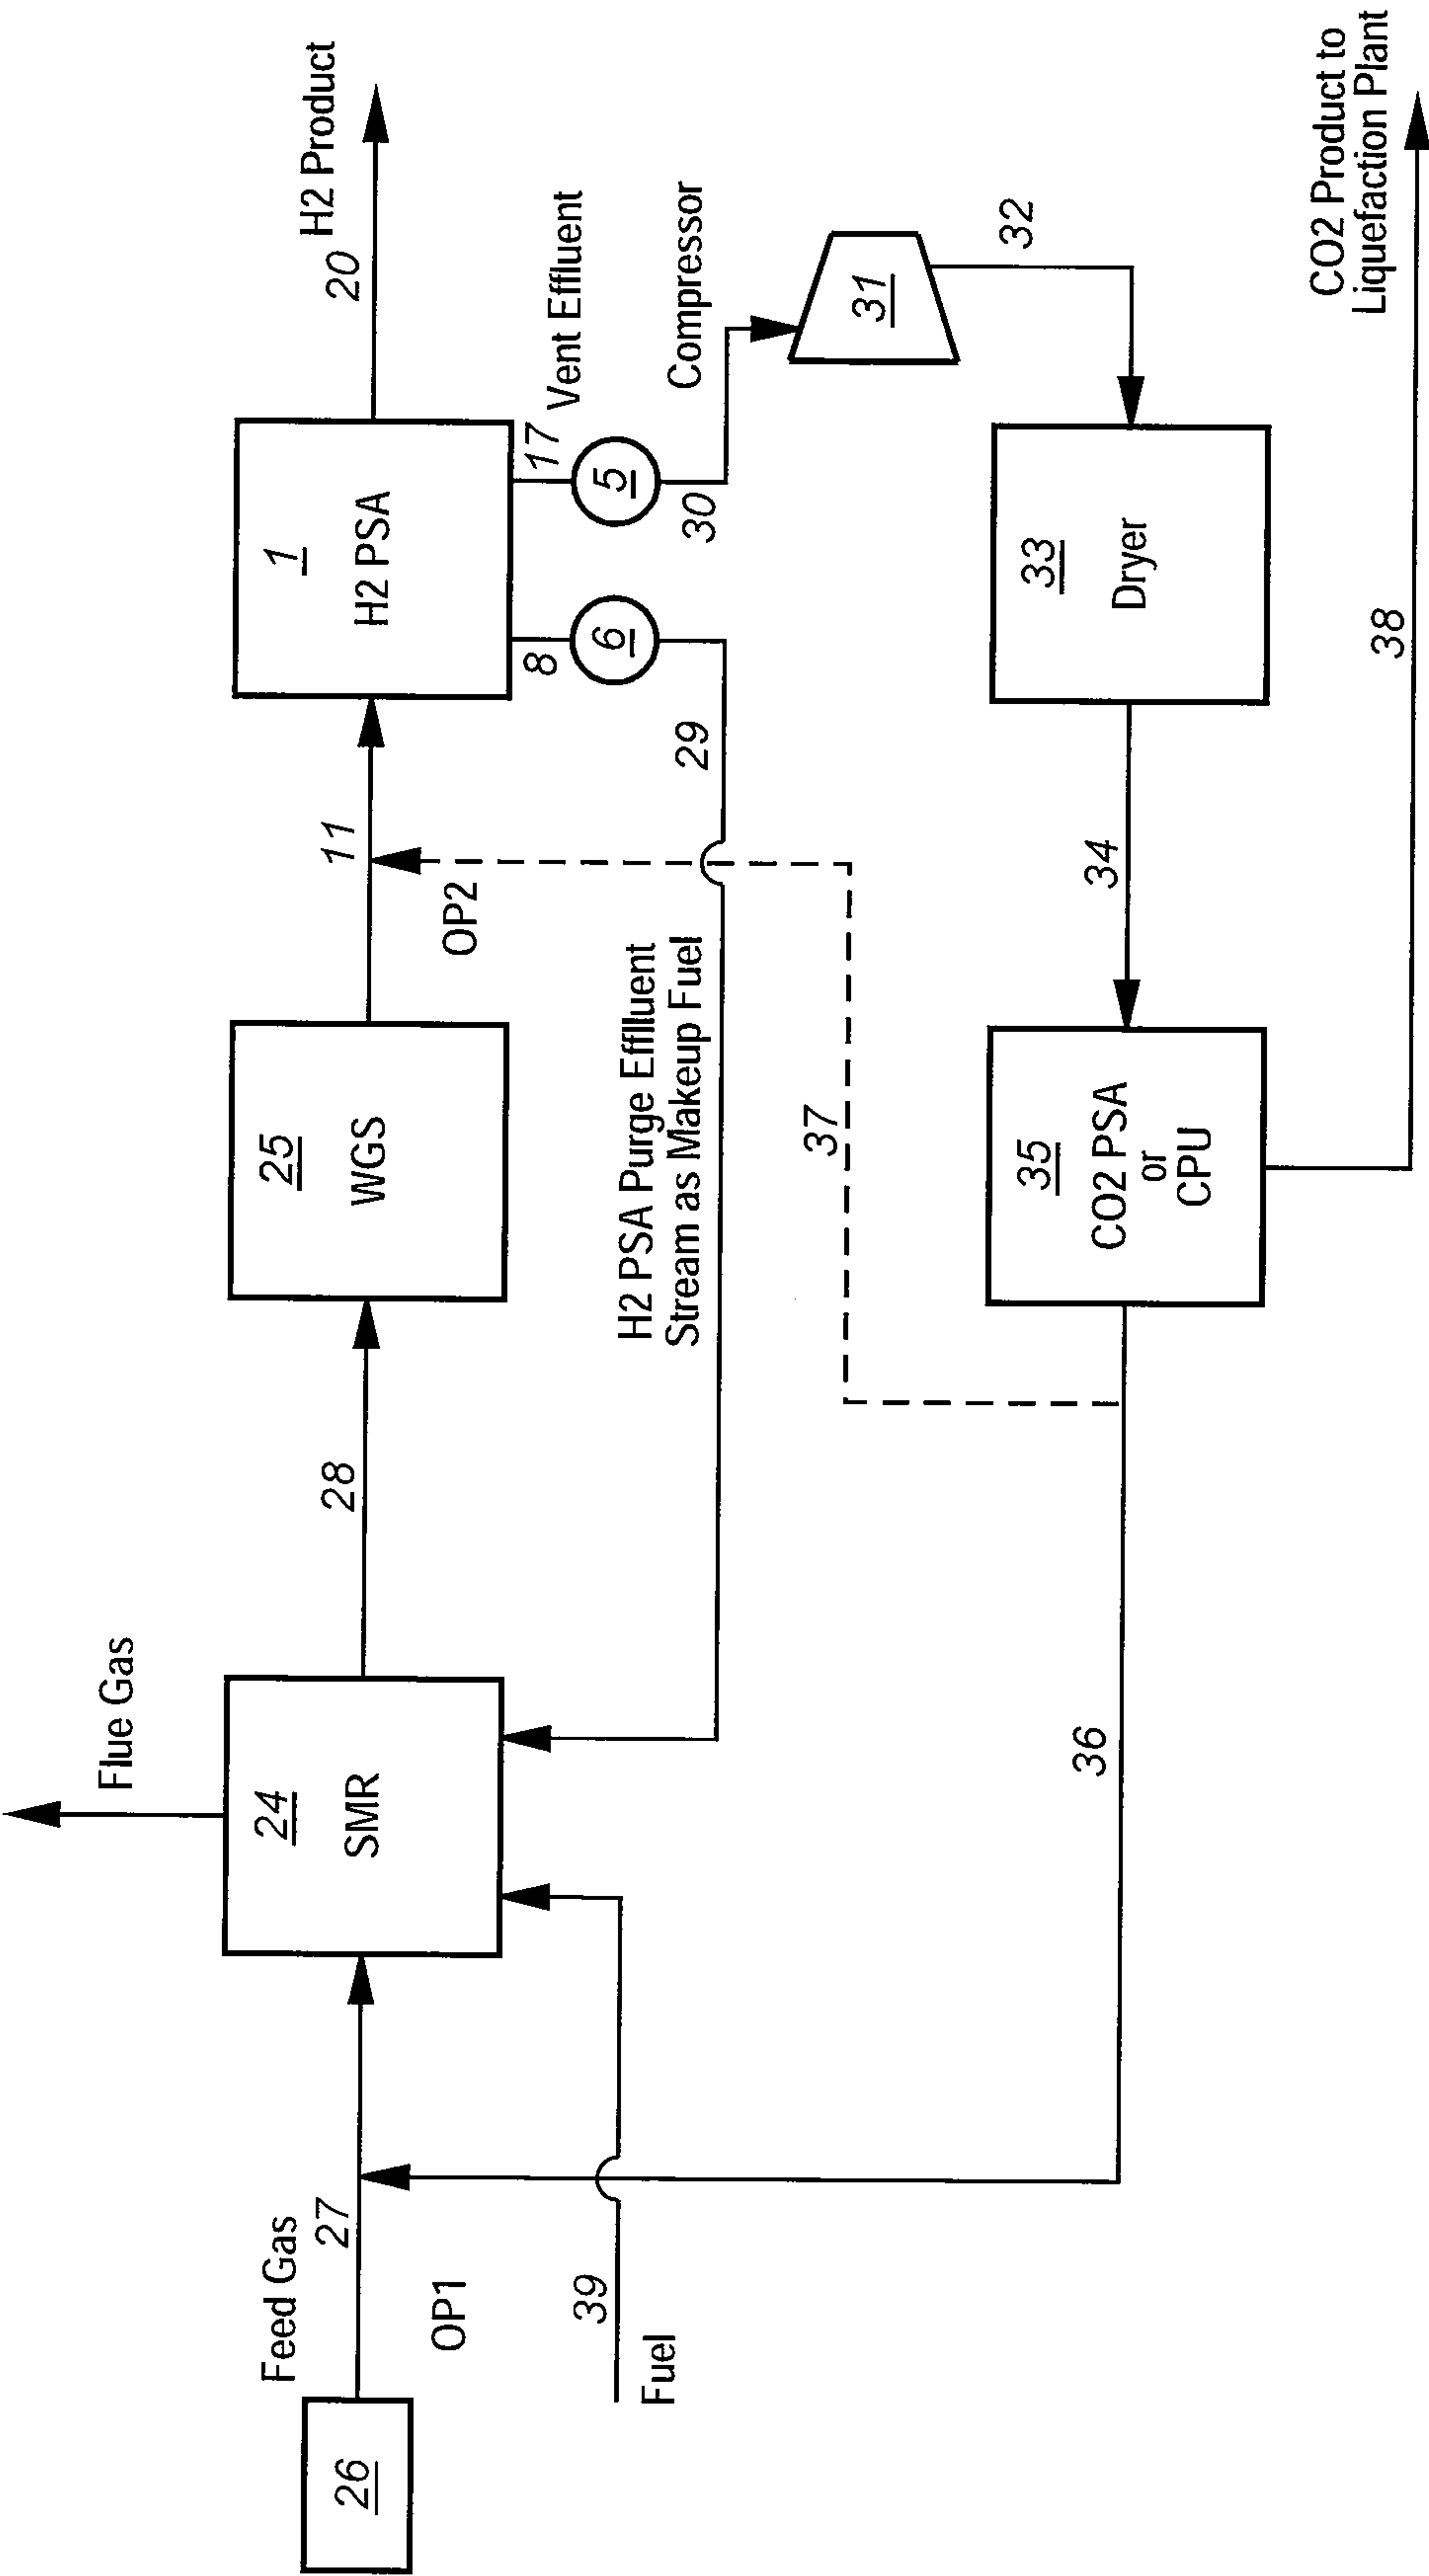 Flue Gas
Feed Gas
26
27
OP1
24
SMR
28
25
WGS
11
OP2
1
H2 PSA
20
H2 Product
39
Fuel
H2 PSA Purge Effluent
Stream as Makeup Fuel
29
8
6
17
5
Vent Effluent
30
Compressor
31
32
37
36
35
CO2 PSA
or
CPU
34
33
Dryer
38
CO2 Product to
Liquefaction Plant